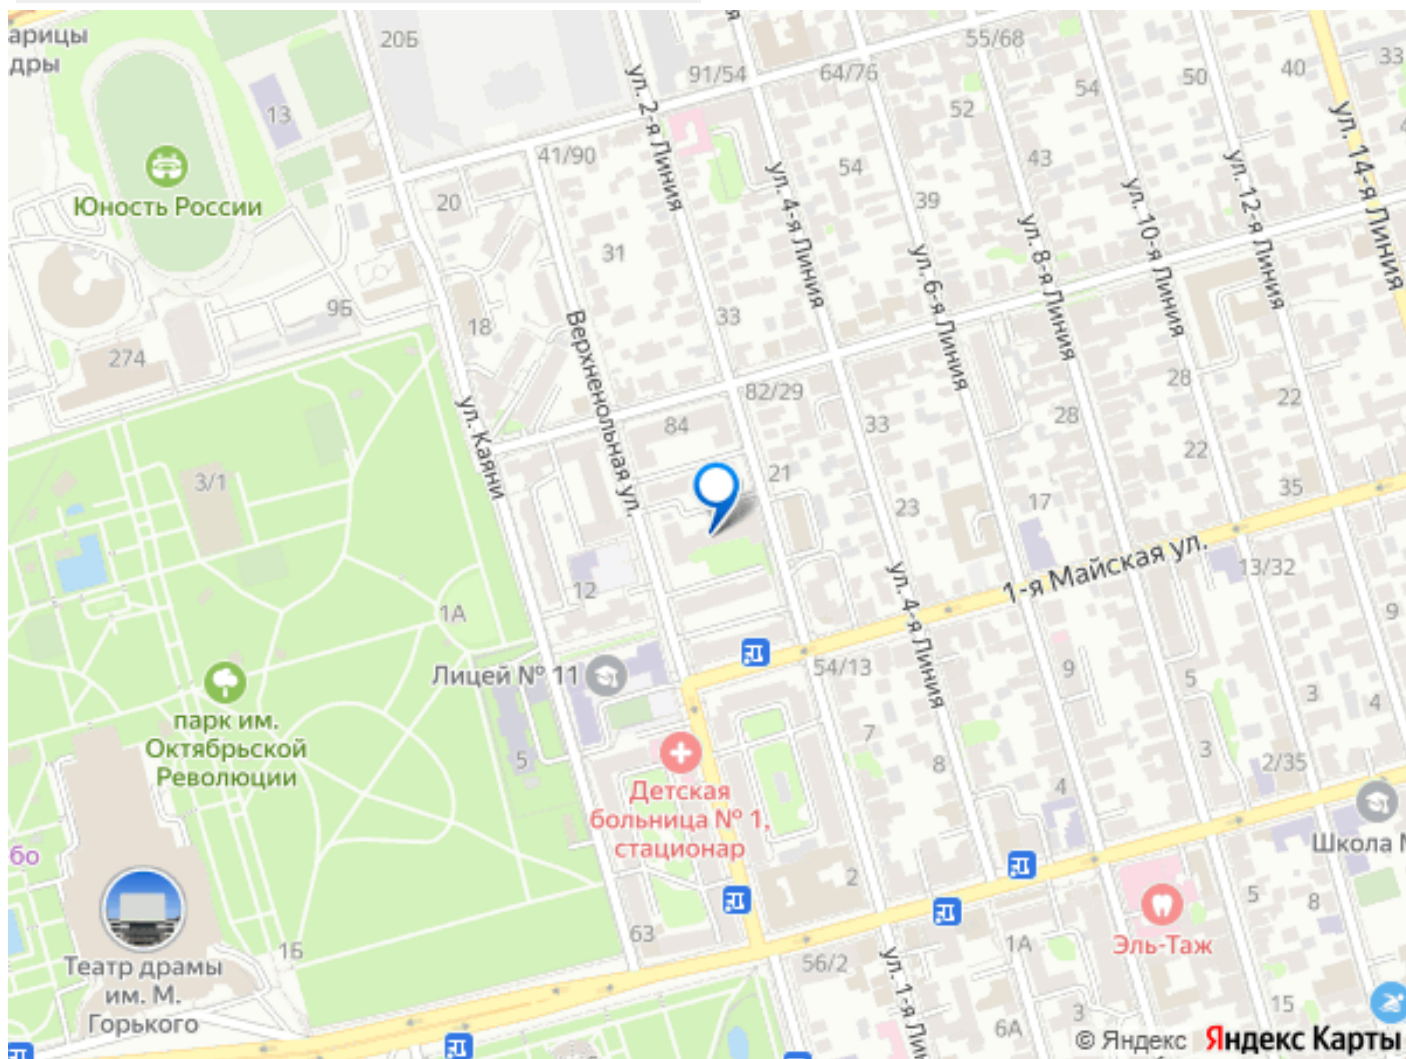 арицы
дры
20Б
91/54
64/76
55/68
33
40
50
54
52
13
ул. 2-я Линия
ул. 14-я Линия
41/90
ул. 4-я Линия
54
43
ул. 12-я Линия
ул. 10-я Линия
Юность России
20
39
ул. 8-я Линия
31
ул. 6-я Линия
9Б
33
18
Верхненольная ул.
274
28
82/29
22
ул. Каяни
84
33
28
22
3/1
21
35
23
17
1-я Майская ул.
ул. 4-я Линия
13/32
12
1А
9
Лицей № 11
54/13
9
5
3
4
парк им.
Октябрьской
Революции
7
3
5
8
2/35
Детская
больница № 1,
стационар
4
Школа
бо
2
5
8
63
1А
Эль-Таж
1Б
Театр драмы
им. М.
Горького
56/2
ул. 1-я Лин
3
15
6А
© Яндекс Яндекс Карты